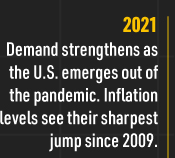 2021
Demand strengthens as
the U.S. emerges out of
the pandemic. Inflation
levels see their sharpest
jump since 2009.